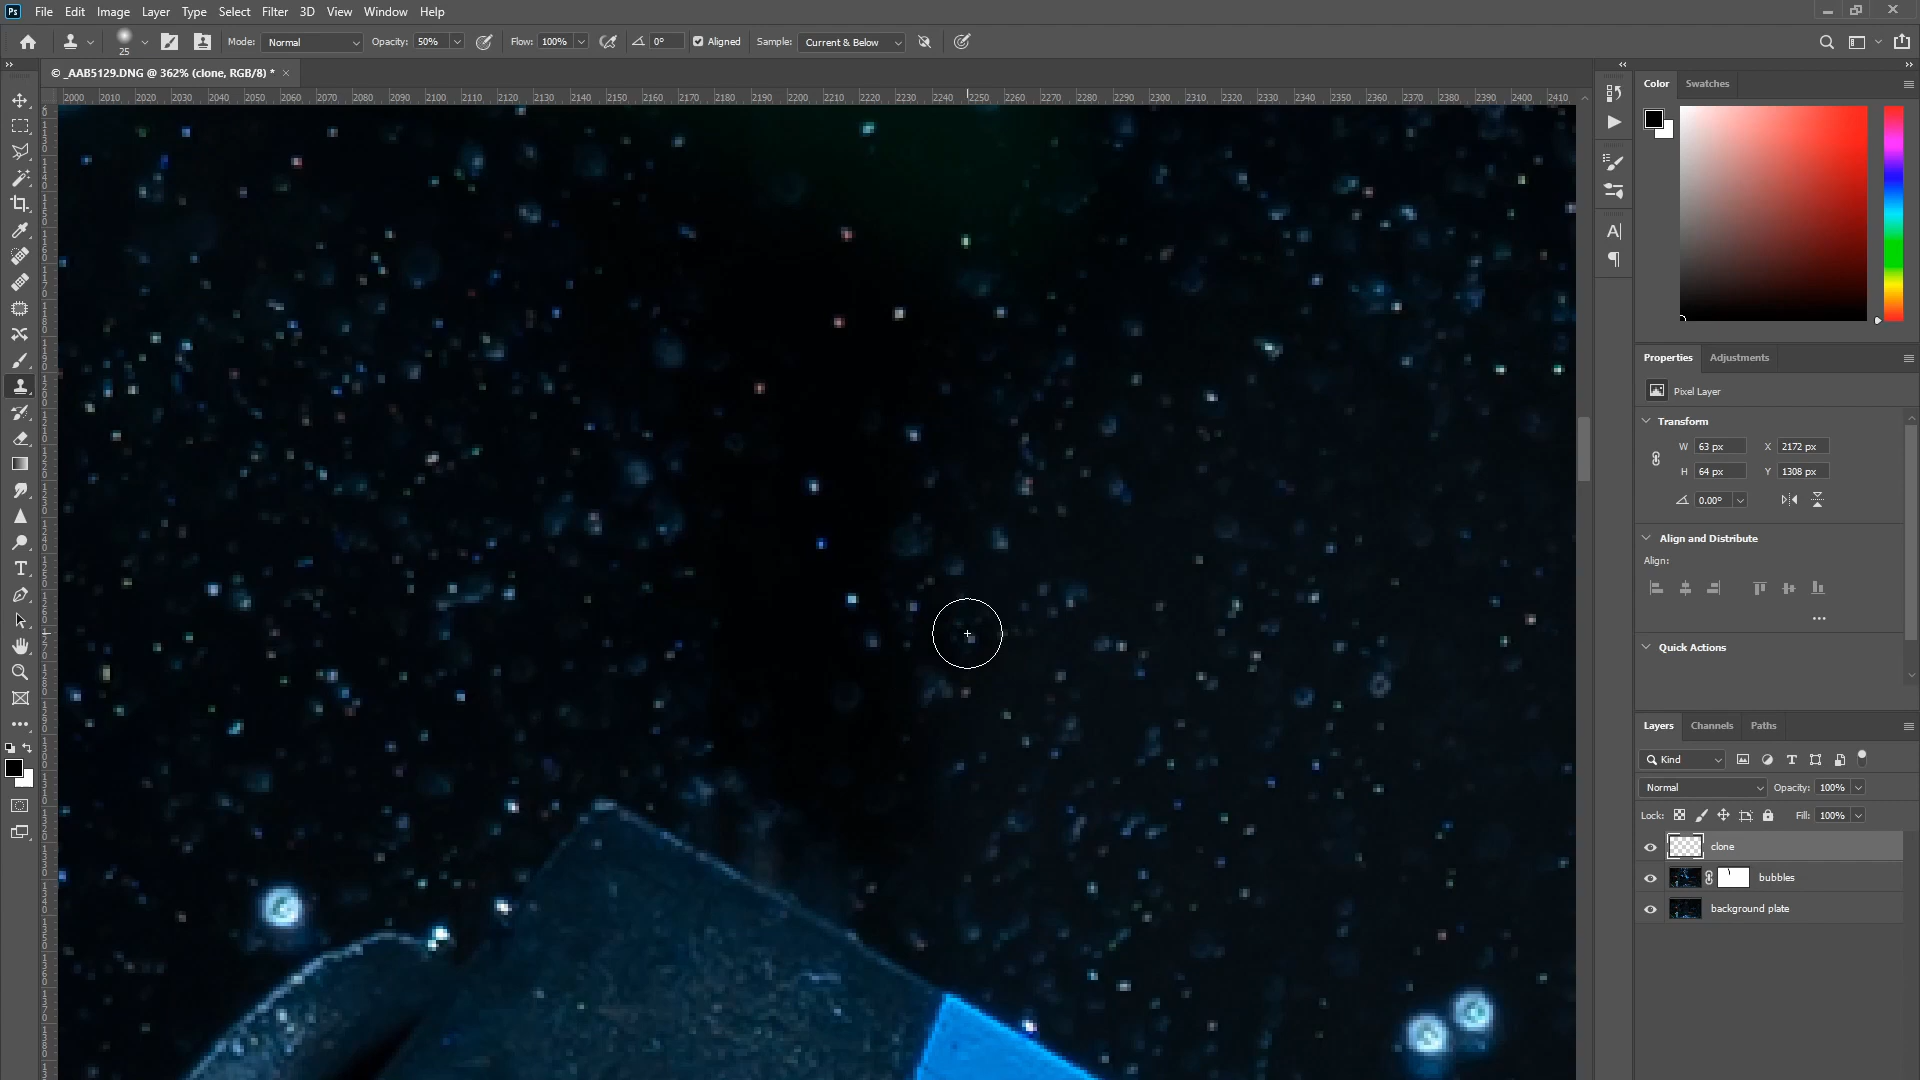 Ps File Edit Image Layer Type Select Filter 3D View Window Help
25 Mode: Normal Opacity: 50% Flow: 100% 0° Aligned Sample: Current & Below
© _AAB5129.DNG @ 362% (clone, RGB/8) * ×
2000 2010 2020 2030 2040 2050 2060 2070 2080 2090 2100 2110 2120 2130 2140 2150 2160 2170 2180 2190 2200 2210 2220 2230 2240 2250 2260 2270 2280 2290 2300 2310 2320 2330 2340 2350 2360 2370 2380 2390 2400 2410
Color Swatches
Properties Adjustments
Pixel Layer
Transform
W 63 px X 2172 px
H 64 px Y 1308 px
0.00°
Align and Distribute
Align:
Quick Actions
Layers Channels Paths
Kind
Normal Opacity: 100%
Lock: Fill: 100%
clone
bubbles
background plate